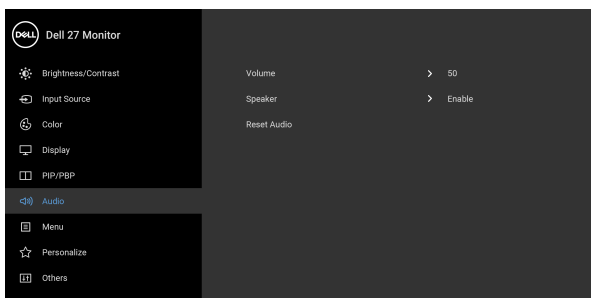 DELL Dell 27 Monitor
Brightness/Contrast
Input Source
Color
Display
PIP/PBP
Audio
Menu
Personalize
Others
Volume 50
Speaker Enable
Reset Audio